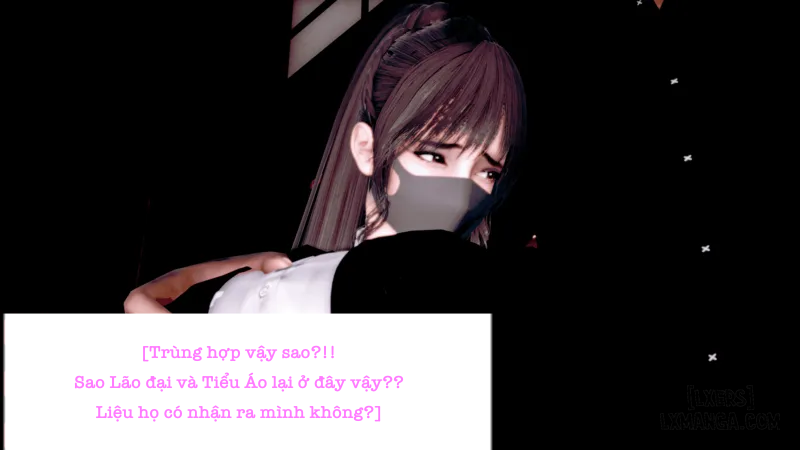 [Trùng hợp vậy sao?!!
Sao Lão đại và Tiểu Áo lại ở đây vậy??
Liệu họ có nhận ra mình không?]
[LXERS]
LXMANGA.COM